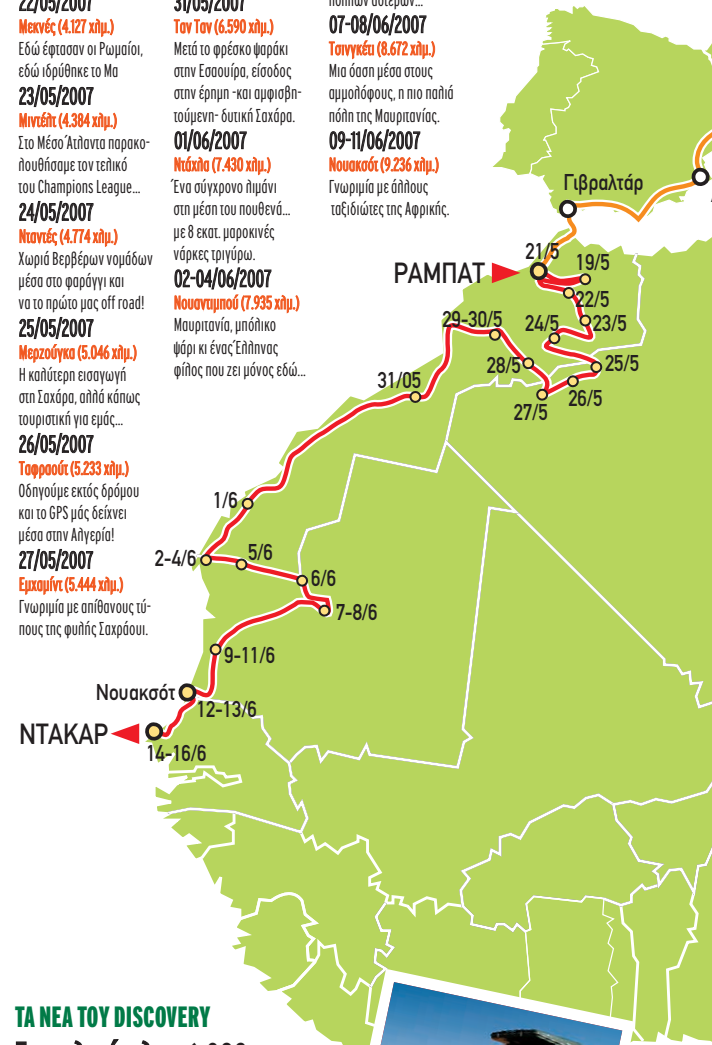 22/05/2007
Μεκνές (4.127 χλμ.)
Εδώ έφτασαν οι Ρωμαίοι,
εδώ ιδρύθηκε το Μα
23/05/2007
Μιντέλτ (4.384 χλμ.)
Στο Μέσο Άτλαντα παρακο-
λουθήσαμε τον τελικό
του Champions League...
24/05/2007
Νταντές (4.774 χλμ.)
Χωριά Βερβέρων νομάδων
μέσα στο φαράγγι και
να το πρώτο μας off road!
25/05/2007
Μερζούγκα (5.046 χλμ.)
Η καλύτερη εισαγωγή
στη Σαχάρα, αλλά κάπως
τουριστική για εμάς...
26/05/2007
Ταφραούτ (5.233 χλμ.)
Οδηγούμε εκτός δρόμου
και το GPS μάς δείχνει
μέσα στην Αλγερία!
27/05/2007
Εμχαμίντ (5.444 χλμ.)
Γνωριμία με απίθανους τύ-
πους της φυλής Σαχράουι.
31/05/2007
Ταν Ταν (6.590 χλμ.)
Μετά το φρέσκο ψαράκι
στην Εσαουίρα, είσοδος
στην έρημη -και αμφισβη-
τούμενη- δυτική Σαχάρα.
01/06/2007
Ντάχλα (7.430 χλμ.)
Ένα σύγχρονο λιμάνι
στη μέση του πουθενά...
με 8 εκατ. μαροκινές
νάρκες τριγύρω.
02-04/06/2007
Νουαντιμπού (7.935 χλμ.)
Μαυριτανία, μπόλικο
ψάρι κι ένας Έλληνας
φίλος που ζει μόνος εδώ...
07-08/06/2007
Τσινγκέτι (8.672 χλμ.)
Μια όαση μέσα στους
αμμολόφους, η πιο παλιά
πόλη της Μαυριτανίας.
09-11/06/2007
Νουακσότ (9.236 χλμ.)
Γνωριμία με άλλους
ταξιδιώτες της Αφρικής.
Γιβραλτάρ
ΡΑΜΠΑΤ
21/5
19/5
22/5
23/5
24/5
25/5
26/5
27/5
28/5
29-30/5
31/05
1/6
2-4/6
5/6
6/6
7-8/6
9-11/6
Νουακσότ
12-13/6
ΝΤΑΚΑΡ
14-16/6
ΤΑ ΝΕΑ ΤΟΥ DISCOVERY